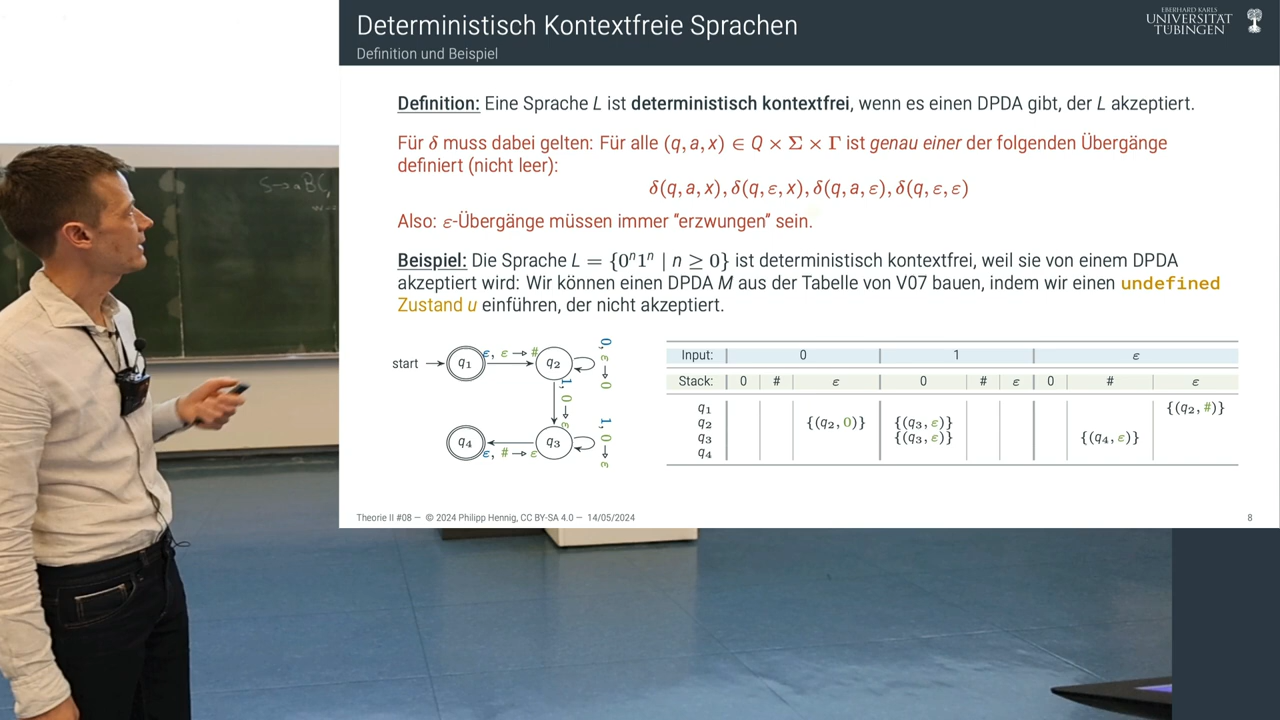 Deterministisch Kontextfreie Sprachen
Definition und Beispiel
EBERHARD KARLS
UNIVERSITAT
TUBINGEN
Definition: Eine Sprache L ist deterministisch kontextfrei, wenn es einen DPDA gibt, der L akzeptiert.
Für δ muss dabei gelten: Für alle (q, a, x) ∈ Q × Σ × Γ ist genau einer der folgenden Übergänge
definiert (nicht leer):
δ(q, a, x), δ(q, ε, x), δ(q, a, ε), δ(q, ε, ε)
Also: ε-Übergänge müssen immer “erzwungen” sein.
Beispiel: Die Sprache L = {0ⁿ1ⁿ | n ≥ 0} ist deterministisch kontextfrei, weil sie von einem DPDA
akzeptiert wird: Wir können einen DPDA M aus der Tabelle von V07 bauen, indem wir einen undefined
Zustand u einführen, der nicht akzeptiert.
start q₁ ε, ε → # q₂ 0, ε → 0
1, 0 → ε
q₄ ε, # → ε q₃ 1, 0 → ε
Input: 0 1 ε
Stack: 0 # ε 0 # ε 0 # ε
q₁ {(q₂, #)}
q₂ {(q₂, 0)} {(q₃, ε)}
q₃ {(q₃, ε)} {(q₄, ε)}
q₄
Theorie II #08 — © 2024 Philipp Hennig, CC BY-SA 4.0 — 14/05/2024
8